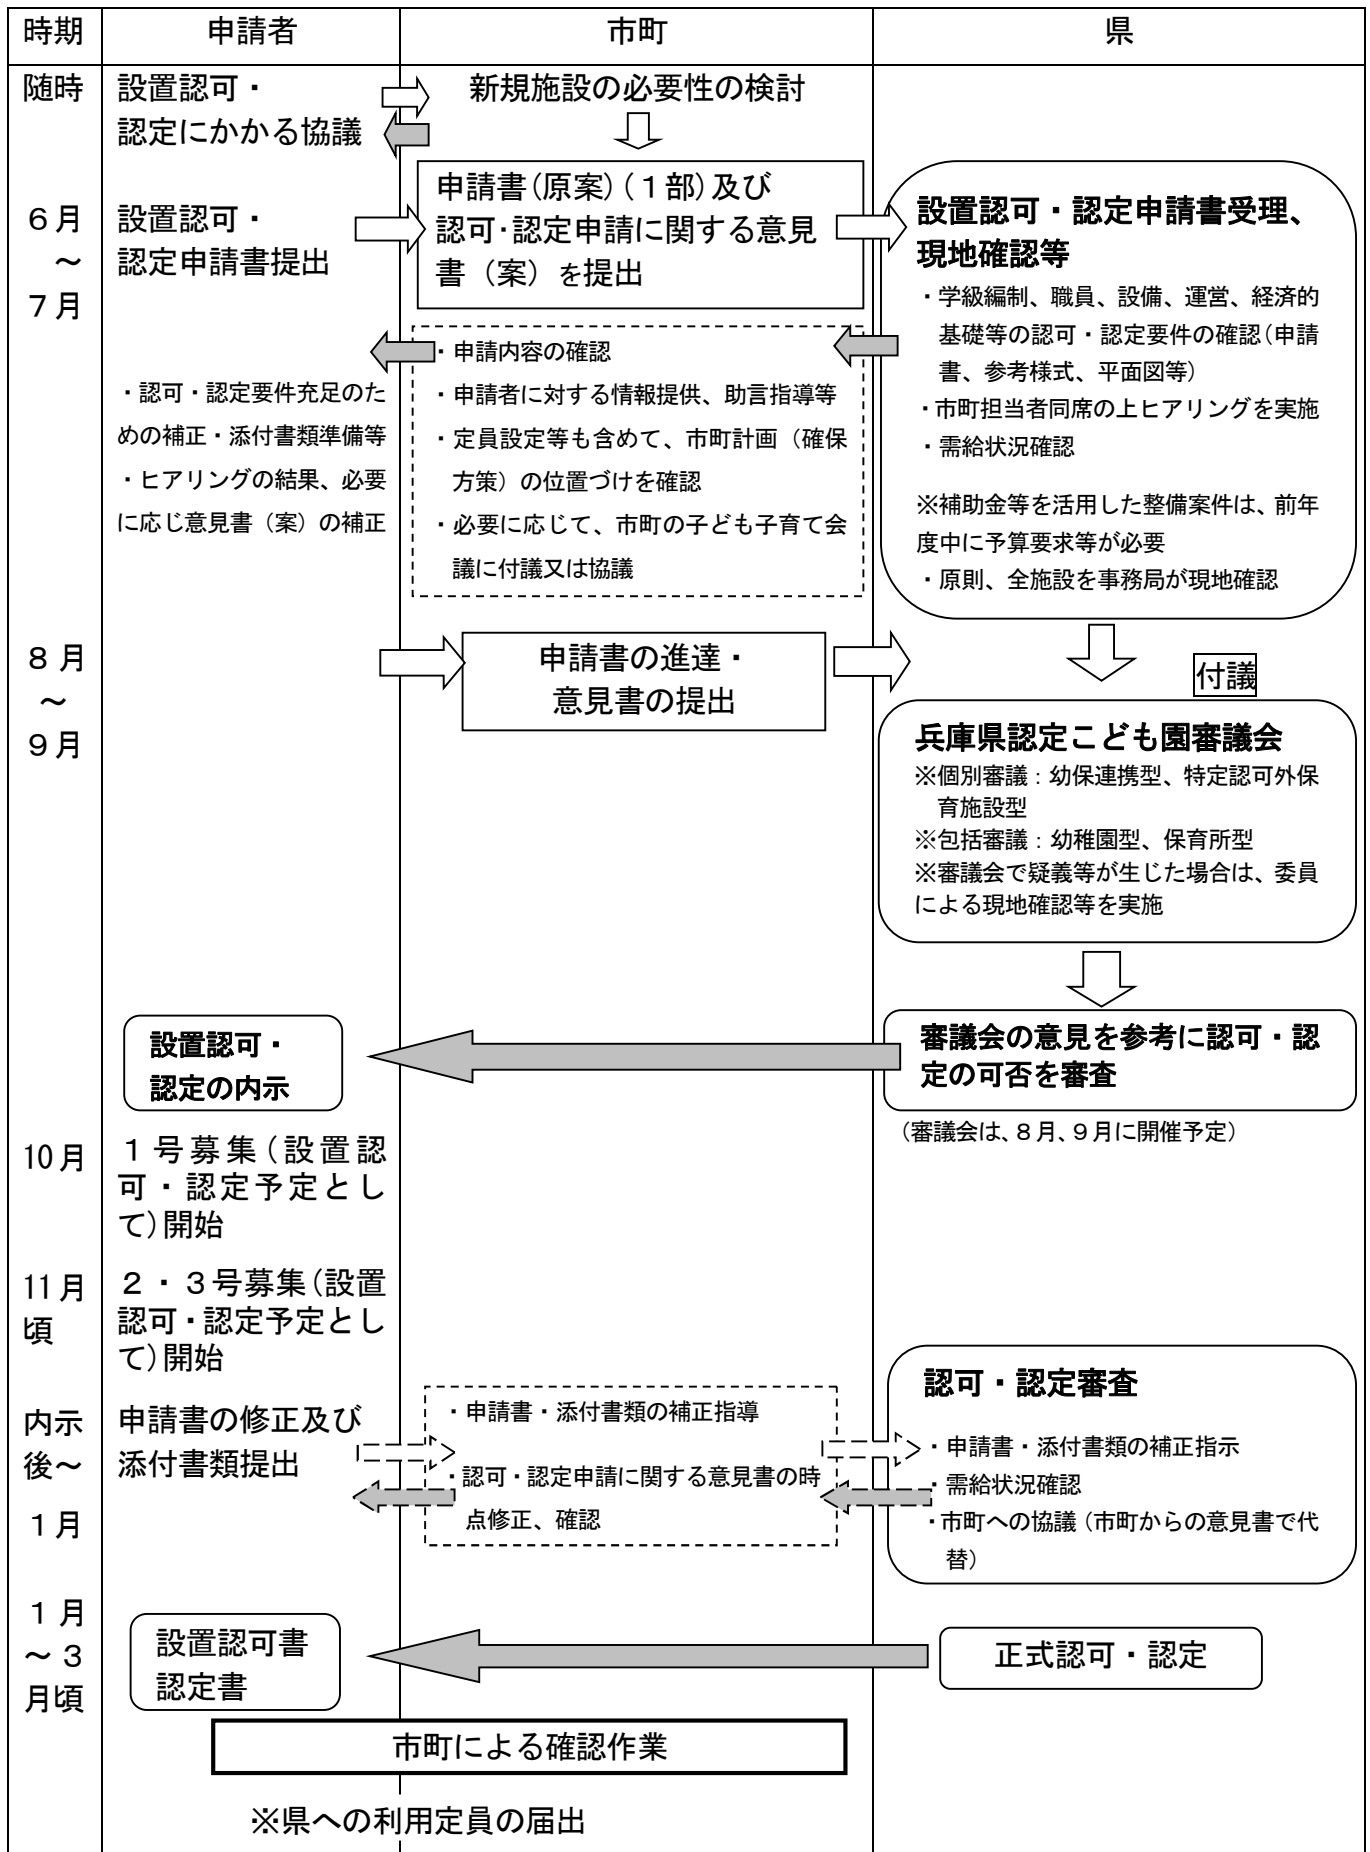 時期 申請者 市町 県
随時
設置認可・
認定にかかる協議
新規施設の必要性の検討
6月
～
7月
設置認可・
認定申請書提出
申請書(原案)(１部)及び
認可・認定申請に関する意見
書（案）を提出
設置認可・認定申請書受理、
現地確認等
・学級編制、職員、設備、運営、経済的
基礎等の認可・認定要件の確認(申請
書、参考様式、平面図等)
・市町担当者同席の上ヒアリングを実施
・需給状況確認
※補助金等を活用した整備案件は、前年
度中に予算要求等が必要
・原則、全施設を事務局が現地確認
・申請内容の確認
・申請者に対する情報提供、助言指導等
・定員設定等も含めて、市町計画（確保
方策）の位置づけを確認
・必要に応じて、市町の子ども子育て会
議に付議又は協議
・認可・認定要件充足のた
めの補正・添付書類準備等
・ヒアリングの結果、必要
に応じ意見書（案）の補正
８月
～
９月
申請書の進達・
意見書の提出
付議
兵庫県認定こども園審議会
※個別審議：幼保連携型、特定認可外保
育施設型
※包括審議：幼稚園型、保育所型
※審議会で疑義等が生じた場合は、委員
による現地確認等を実施
設置認可・
認定の内示
審議会の意見を参考に認可・認
定の可否を審査
(審議会は、８月、９月に開催予定)
10月
１号募集(設置認
可・認定予定とし
て)開始
11月
頃
２・３号募集(設置
認可・認定予定とし
て)開始
内示
後～
１月
申請書の修正及び
添付書類提出
・申請書・添付書類の補正指導
・認可・認定申請に関する意見書の時
点修正、確認
認可・認定審査
・申請書・添付書類の補正指示
・需給状況確認
・市町への協議(市町からの意見書で代
替)
１月
～３
月頃
設置認可書
認定書
正式認可・認定
市町による確認作業
※県への利用定員の届出